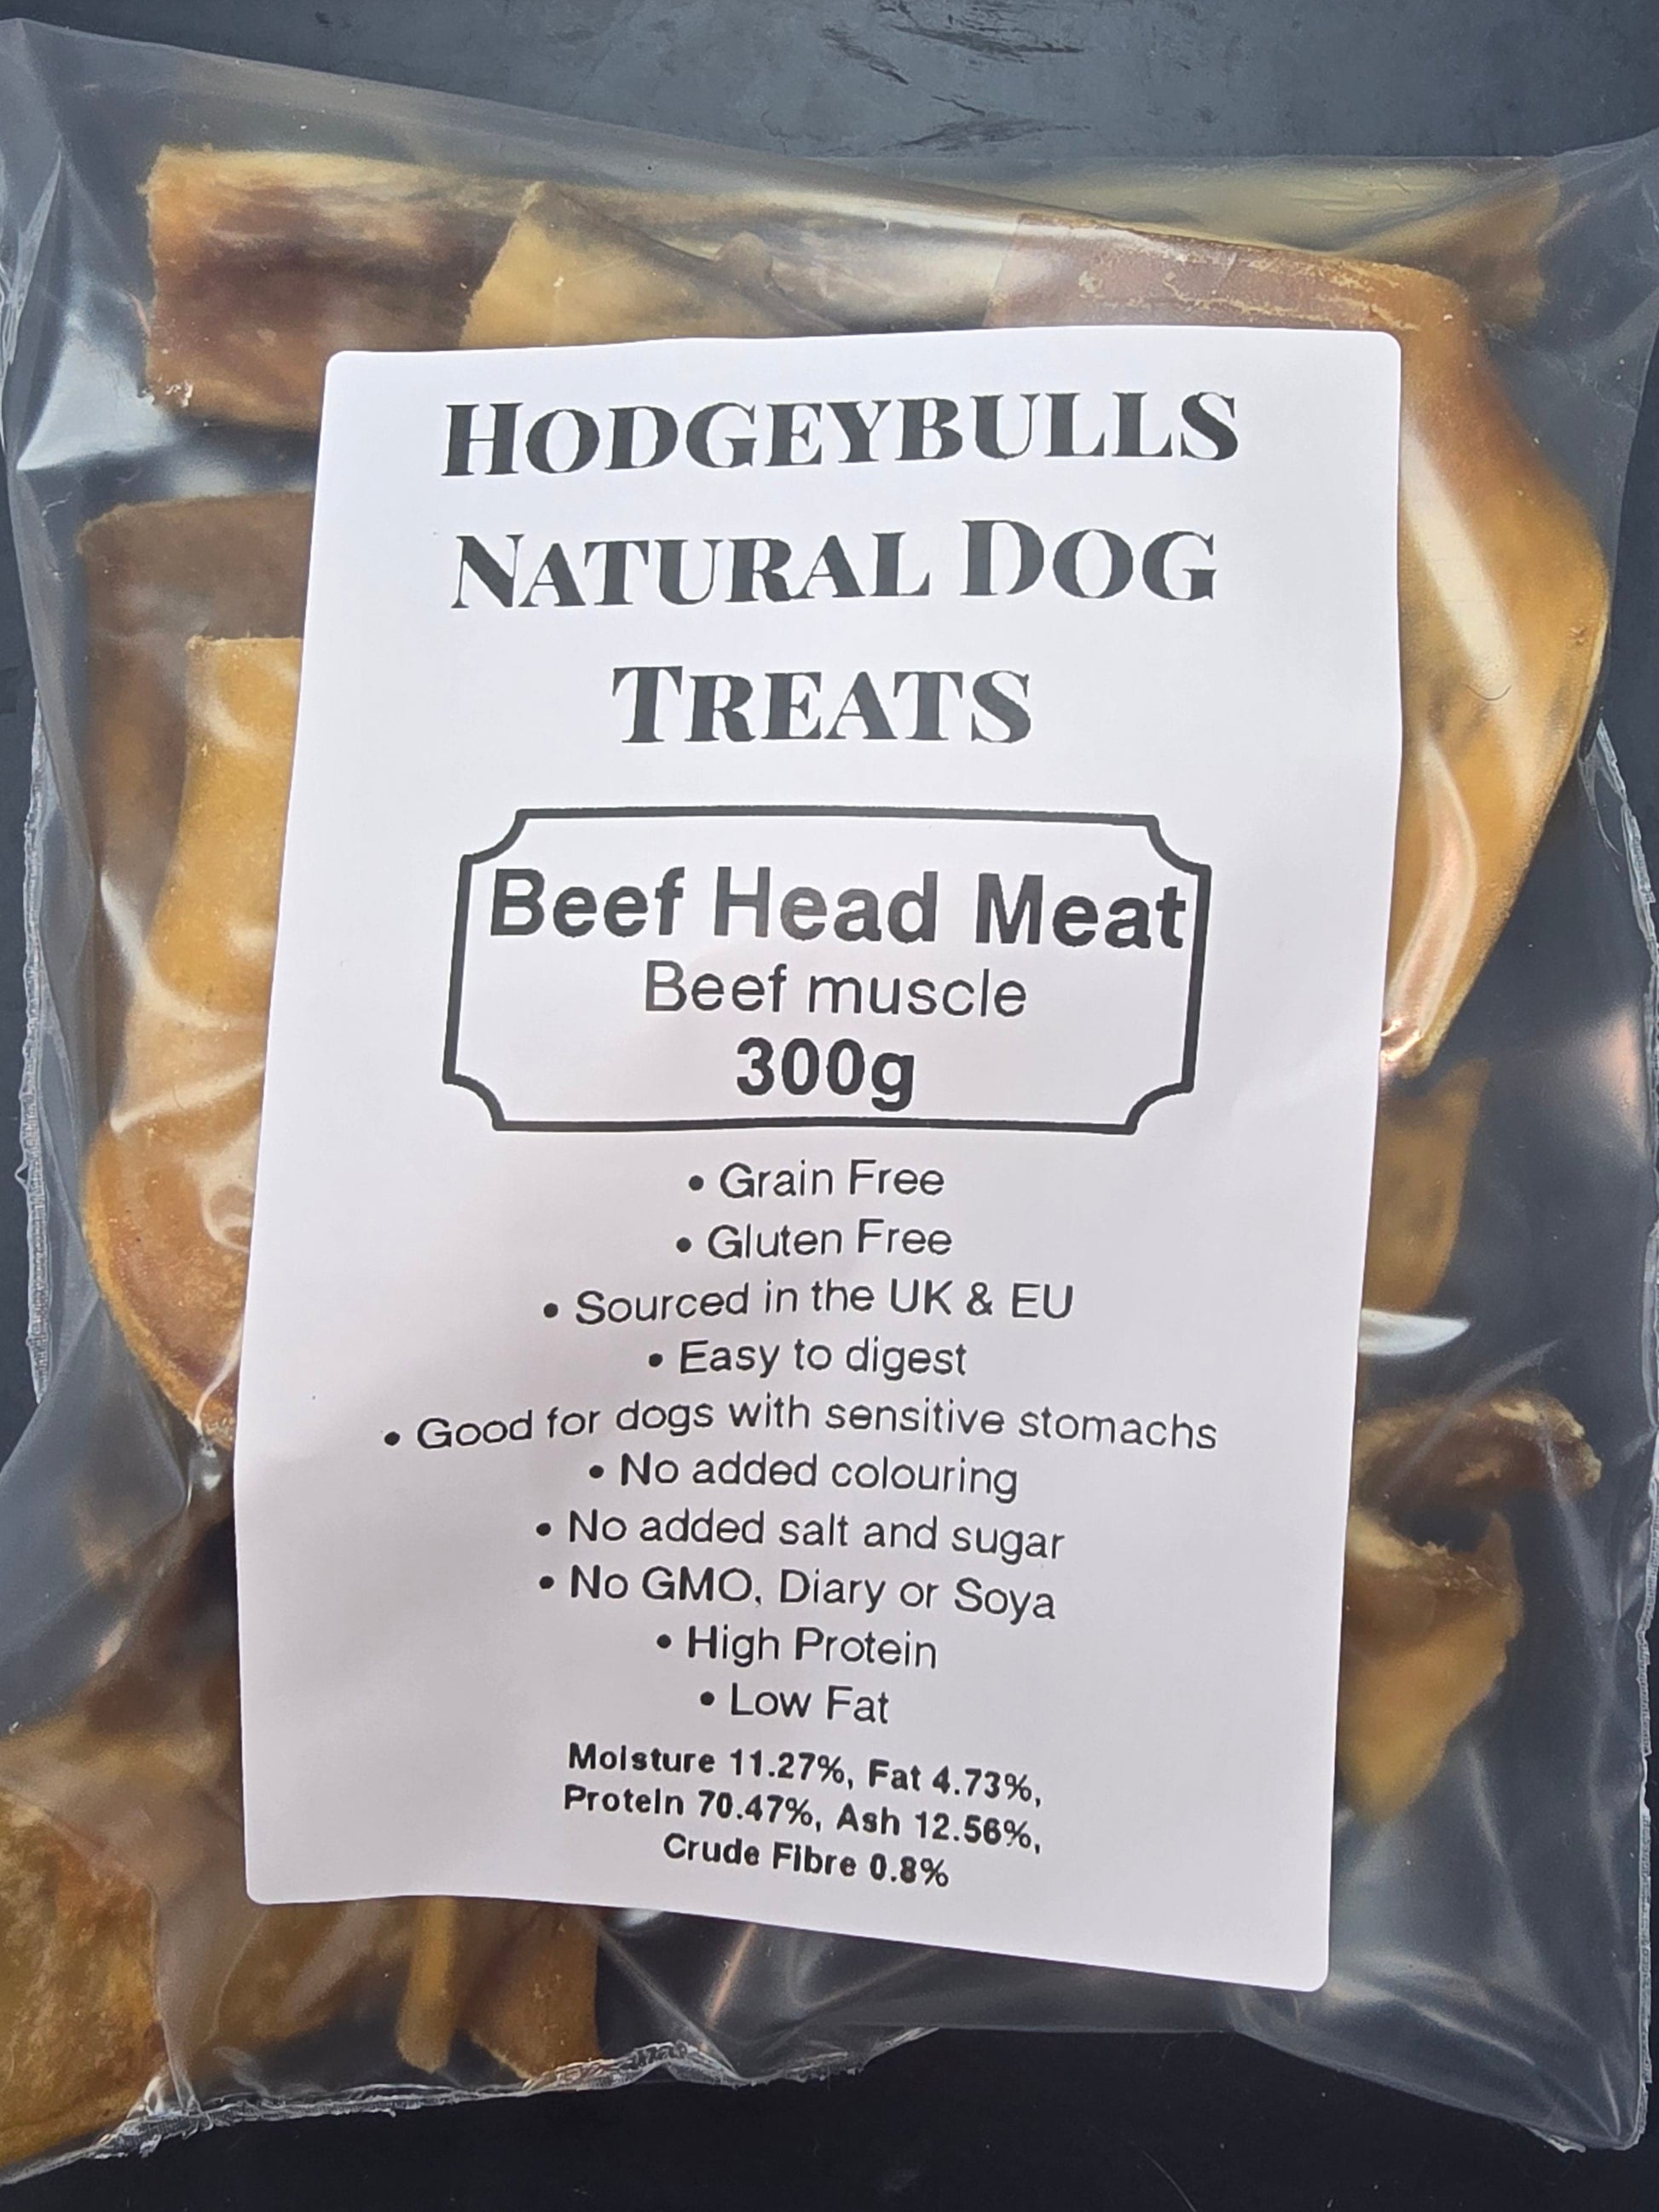 HODGEYBULLS
NATURAL DOG
TREATS
Beef Head Meat
Beef muscle
300g
• Grain Free
• Gluten Free
• Sourced in the UK & EU
• Easy to digest
• Good for dogs with sensitive stomachs
• No added colouring
• No added salt and sugar
• No GMO, Diary or Soya
• High Protein
• Low Fat
Moisture 11.27%, Fat 4.73%,
Protein 70.47%, Ash 12.56%,
Crude Fibre 0.8%